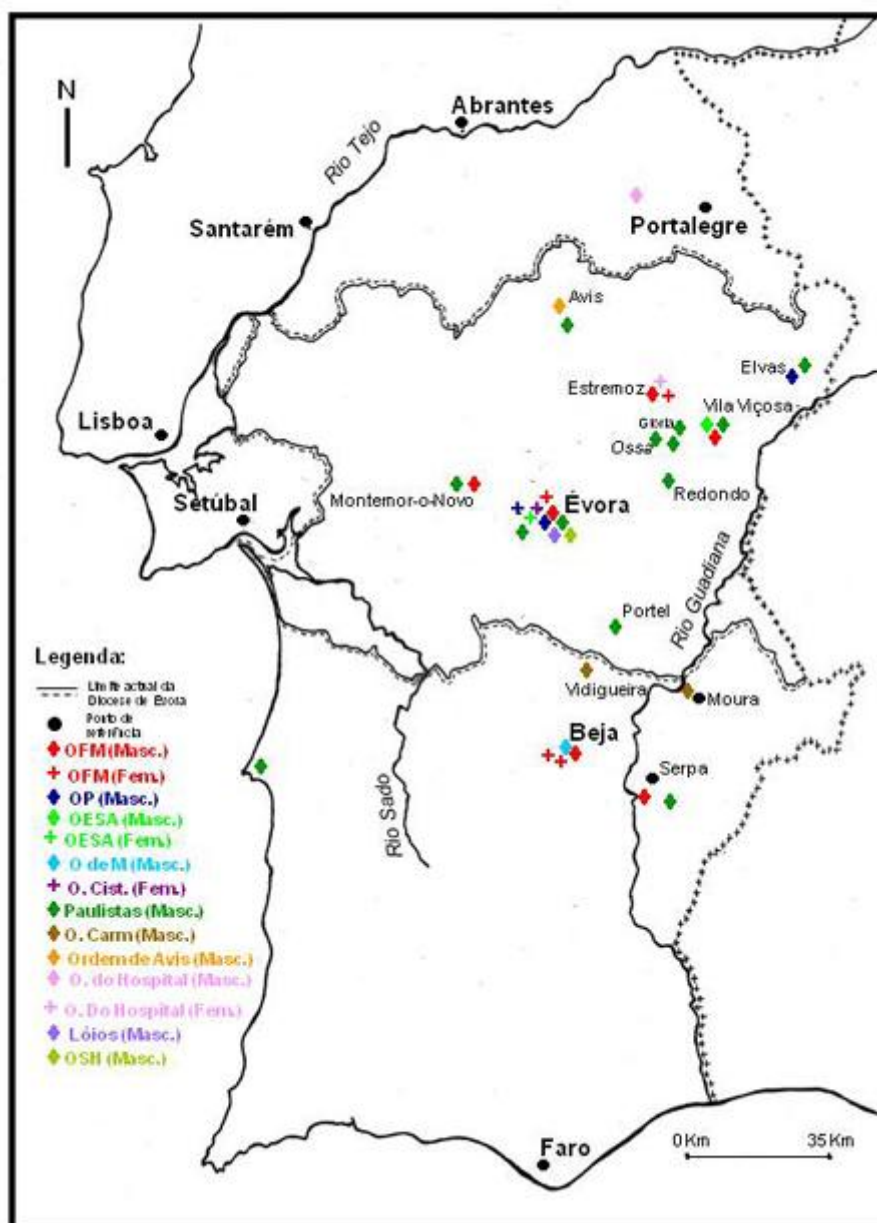 N
Abrantes
Rio Tejo
Santarém
Portalegre
Avis
Elvas
Estremoz
Vila Viçosa
Lisboa
Gloria
Ossa
Redondo
Setúbal
Montemor-o-Novo
Évora
Rio Guadiana
Portel
Legenda:
Limite actual da
Diocese de Evora
Ponto de
referência
OFM (Masc.)
OFM (Fem.)
OP (Masc.)
OESA (Masc.)
OESA (Fem.)
O de M (Masc.)
O. Cist. (Fem.)
Paulistas (Masc.)
O. Carm (Masc.)
Ordem de Avis (Masc.)
O. do Hospital (Masc.)
O. Do Hospital (Fem.)
Lóios (Masc.)
OSH (Masc.)
Vidigueira
Moura
Beja
Serpa
Rio Sado
Faro
0 Km
35 Km